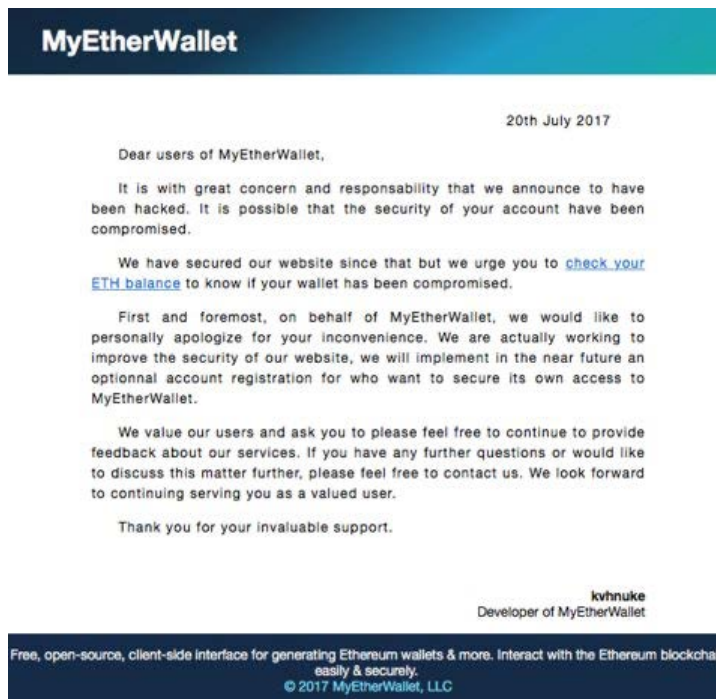 MyEtherWallet
20th July 2017
Dear users of MyEtherWallet,
It is with great concern and responsability that we announce to have
been hacked. It is possible that the security of your account have been
compromised.
We have secured our website since that but we urge you to check your
ETH balance to know if your wallet has been compromised.
First and foremost, on behalf of MyEtherWallet, we would like to
personally apologize for your inconvenience. We are actually working to
improve the security of our website, we will implement in the near future an
optionnal account registration for who want to secure its own access to
MyEtherWallet.
We value our users and ask you to please feel free to continue to provide
feedback about our services. If you have any further questions or would like
to discuss this matter further, please feel free to contact us. We look forward
to continuing serving you as a valued user.
Thank you for your invaluable support.
kvhnuke
Developer of MyEtherWallet
Free, open-source, client-side interface for generating Ethereum wallets & more. Interact with the Ethereum blockcha
easily & securely.
© 2017 MyEtherWallet, LLC